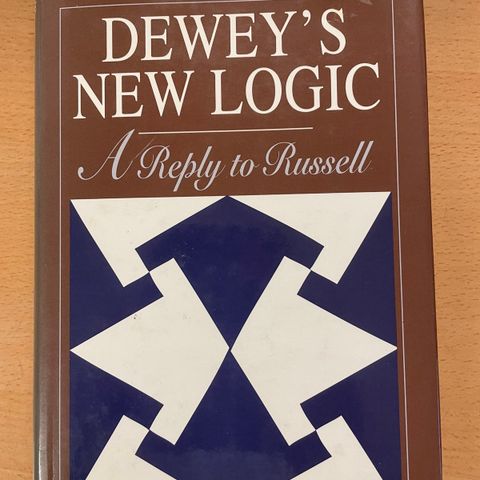 DEWEY'S
NEW LOGIC
A Reply to Russell